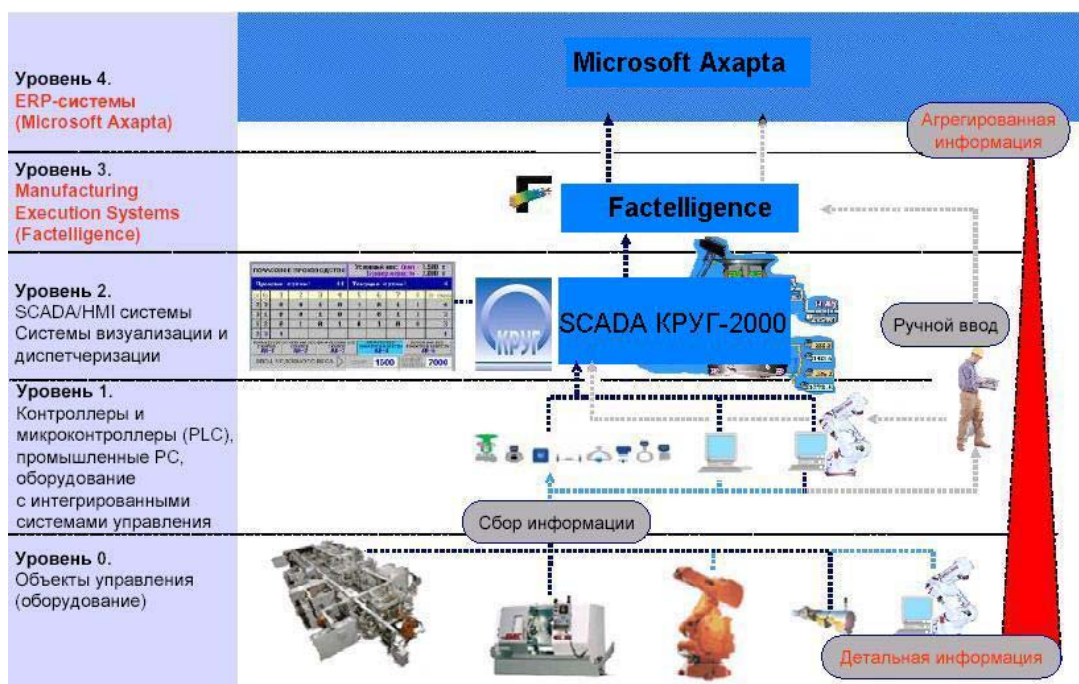 Microsoft Axapta
Уровень 4.
ERP-системы
(Microsoft Axapta)
Агрегированная
информация
Уровень 3.
Manufacturing
Execution Systems
(Factelligence)
Factelligence
Уровень 2.
SCADA/HMI системы
Системы визуализации и
диспетчеризации
КРУГ
SCADA КРУГ-2000
Ручной ввод
1500
7000
Уровень 1.
Контроллеры и
микроконтроллеры (PLC),
промышленные PC,
оборудование
с интегрированными
системами управления
Сбор информации
Уровень 0.
Объекты управления
(оборудование)
Детальная информация